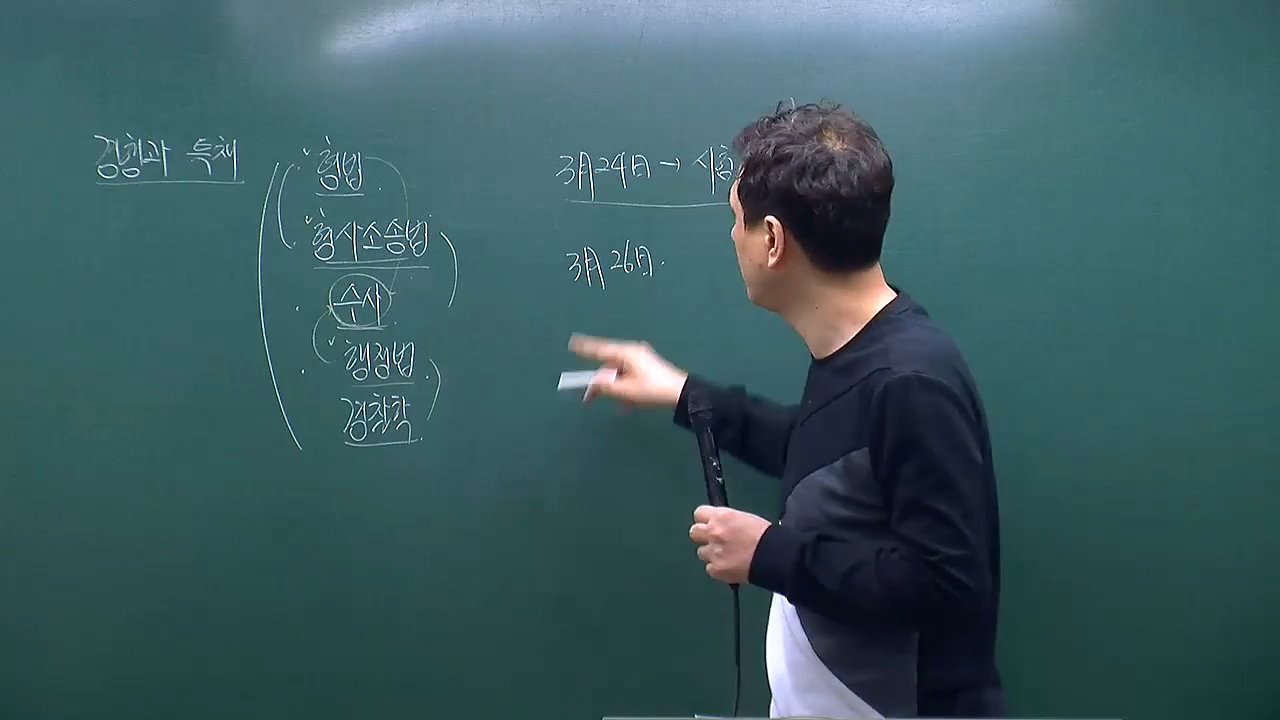 경행과 특채
형법
형사소송법
수사
행정법
경찰학
3月24日 → 시험
3月 26日.